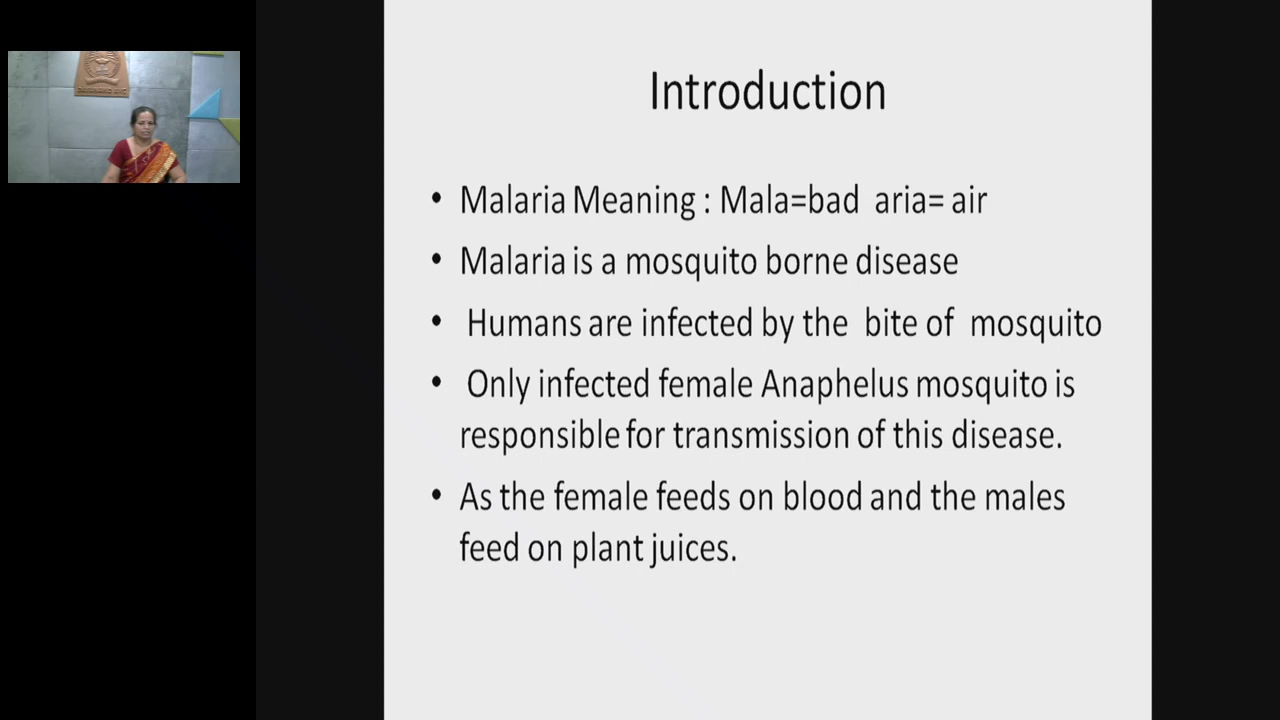 Introduction
• Malaria Meaning : Mala=bad aria= air
• Malaria is a mosquito borne disease
• Humans are infected by the bite of mosquito
• Only infected female Anaphelus mosquito is
responsible for transmission of this disease.
• As the female feeds on blood and the males
feed on plant juices.